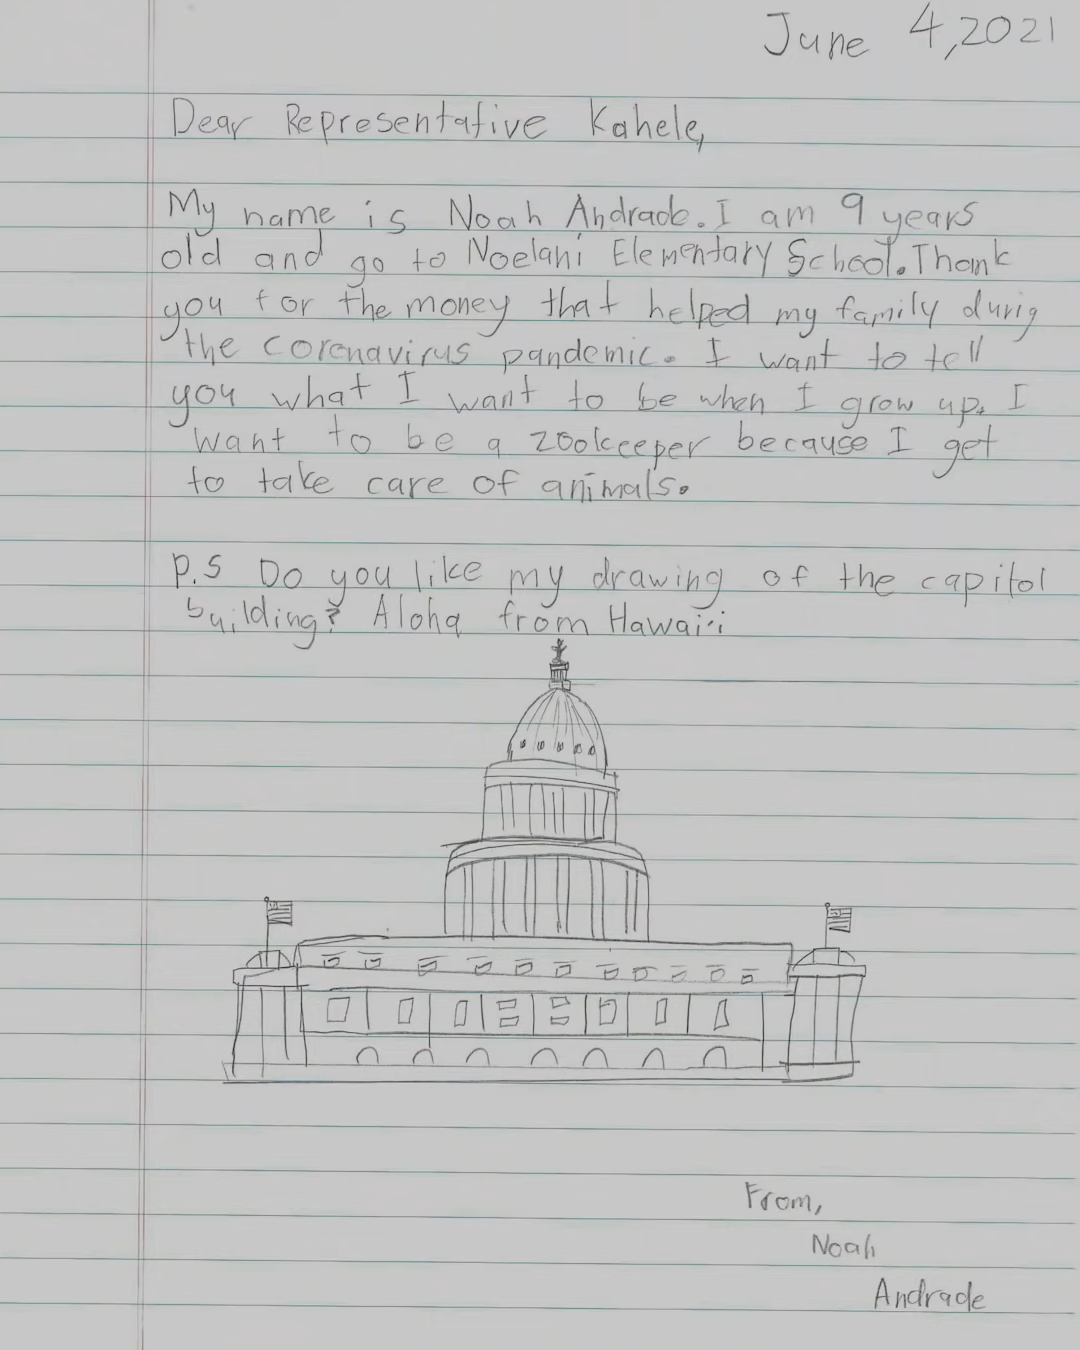 June 4,2021
Dear Representative Kahele,
My name is Noah Andrade. I am 9 years
old and go to Noelani Elementary School. Thank
you for the money that helped my family durig
the coronavirus pandemic. I want to tell
you what I want to be when I grow up. I
want to be a zookeeper because I get
to take care of animals.
P.S Do you like my drawing of the capitol
building? Aloha from Hawai'i
From,
Noah
Andrade